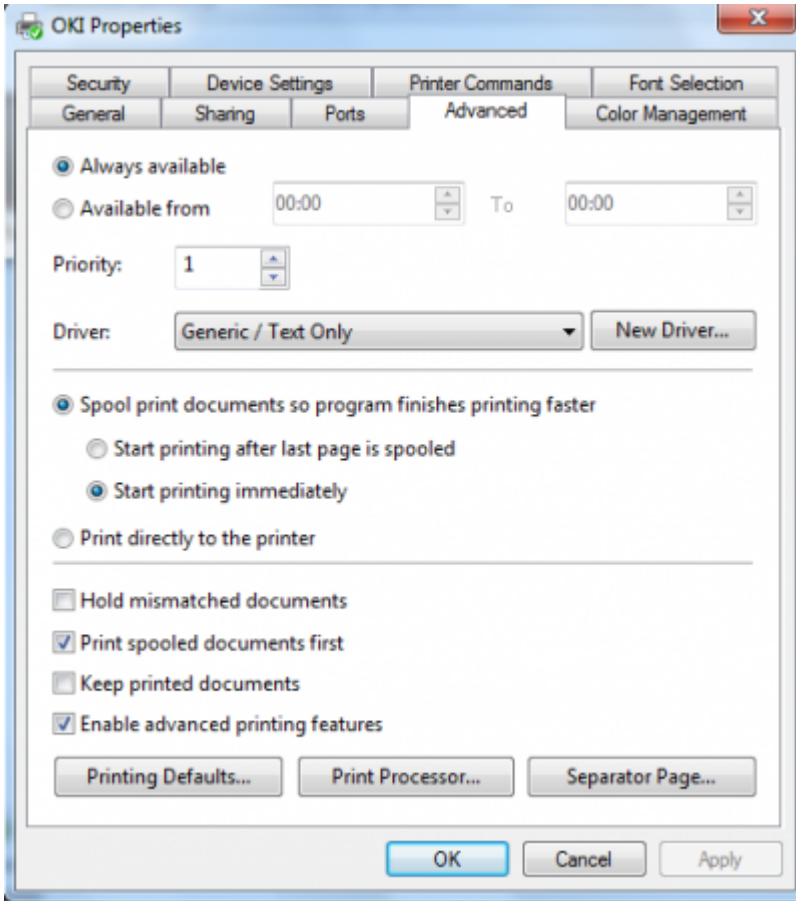 OKI Properties
Security Device Settings Printer Commands Font Selection
General Sharing Ports Advanced Color Management
Always available
Available from 00:00 To 00:00
Priority: 1
Driver: Generic / Text Only New Driver...
Spool print documents so program finishes printing faster
Start printing after last page is spooled
Start printing immediately
Print directly to the printer
Hold mismatched documents
Print spooled documents first
Keep printed documents
Enable advanced printing features
Printing Defaults... Print Processor... Separator Page...
OK Cancel Apply